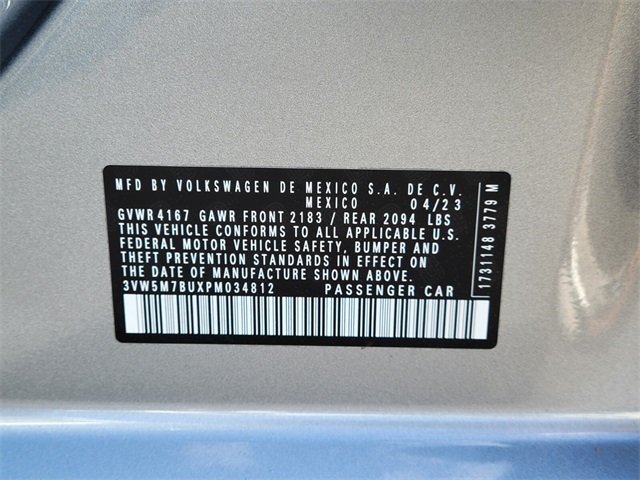 MFD BY VOLKSWAGEN DE MEXICO S.A. DE C.V.
MEXICO 04/23
GVWR 4167 GAWR FRONT 2183 / REAR 2094 LBS
THIS VEHICLE CONFORMS TO ALL APPLICABLE U.S.
FEDERAL MOTOR VEHICLE SAFETY, BUMPER AND
THEFT PREVENTION STANDARDS IN EFFECT ON
THE DATE OF MANUFACTURE SHOWN ABOVE.
3VW5M7BUXPM034812 PASSENGER CAR
1731148 3779 M